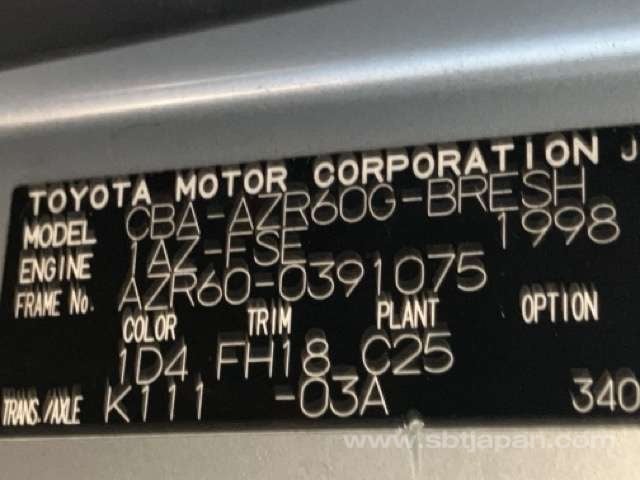 TOYOTA MOTOR CORPORATION J
MODEL CBA-AZR60G-BRESH
ENGINE 1AZ-FSE 1998
FRAME No. AZR60-0391075
COLOR TRIM PLANT OPTION
1D4 FH18 C25
TRANS./AXLE K111 -03A 340
www.sbtjapan.com